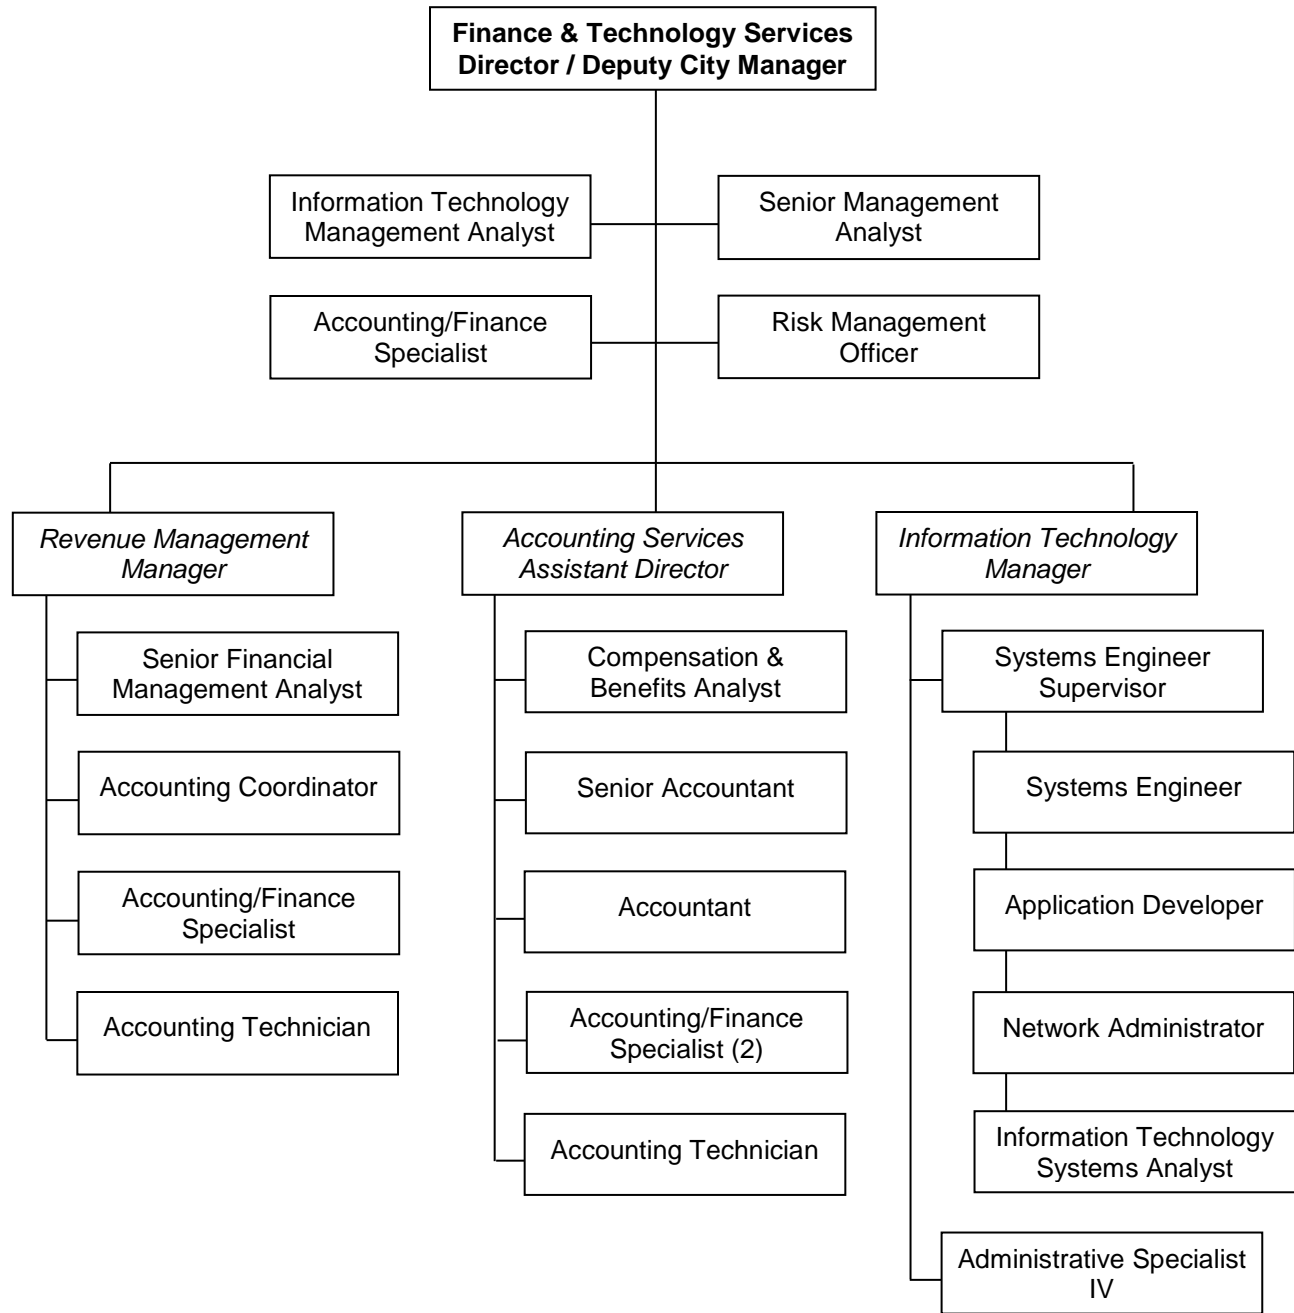 Finance & Technology Services
Director / Deputy City Manager
Information Technology
Management Analyst
Senior Management
Analyst
Accounting/Finance
Specialist
Risk Management
Officer
Revenue Management
Manager
Accounting Services
Assistant Director
Information Technology
Manager
Senior Financial
Management Analyst
Accounting Coordinator
Accounting/Finance
Specialist
Accounting Technician
Compensation &
Benefits Analyst
Senior Accountant
Accountant
Accounting/Finance
Specialist (2)
Accounting Technician
Systems Engineer
Supervisor
Systems Engineer
Application Developer
Network Administrator
Information Technology
Systems Analyst
Administrative Specialist
IV